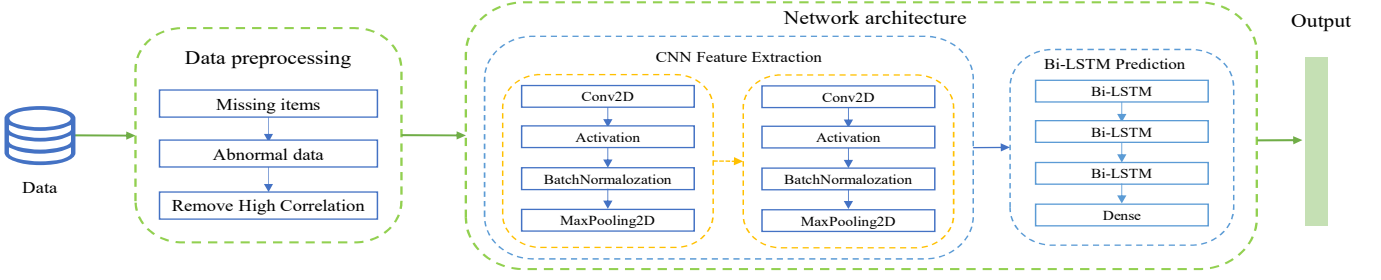 Data
Data preprocessing
Missing items
Abnormal data
Remove High Correlation
Network architecture
CNN Feature Extraction
Conv2D
Activation
BatchNormalozation
MaxPooling2D
Conv2D
Activation
BatchNormalozation
MaxPooling2D
Bi-LSTM Prediction
Bi-LSTM
Bi-LSTM
Bi-LSTM
Dense
Output